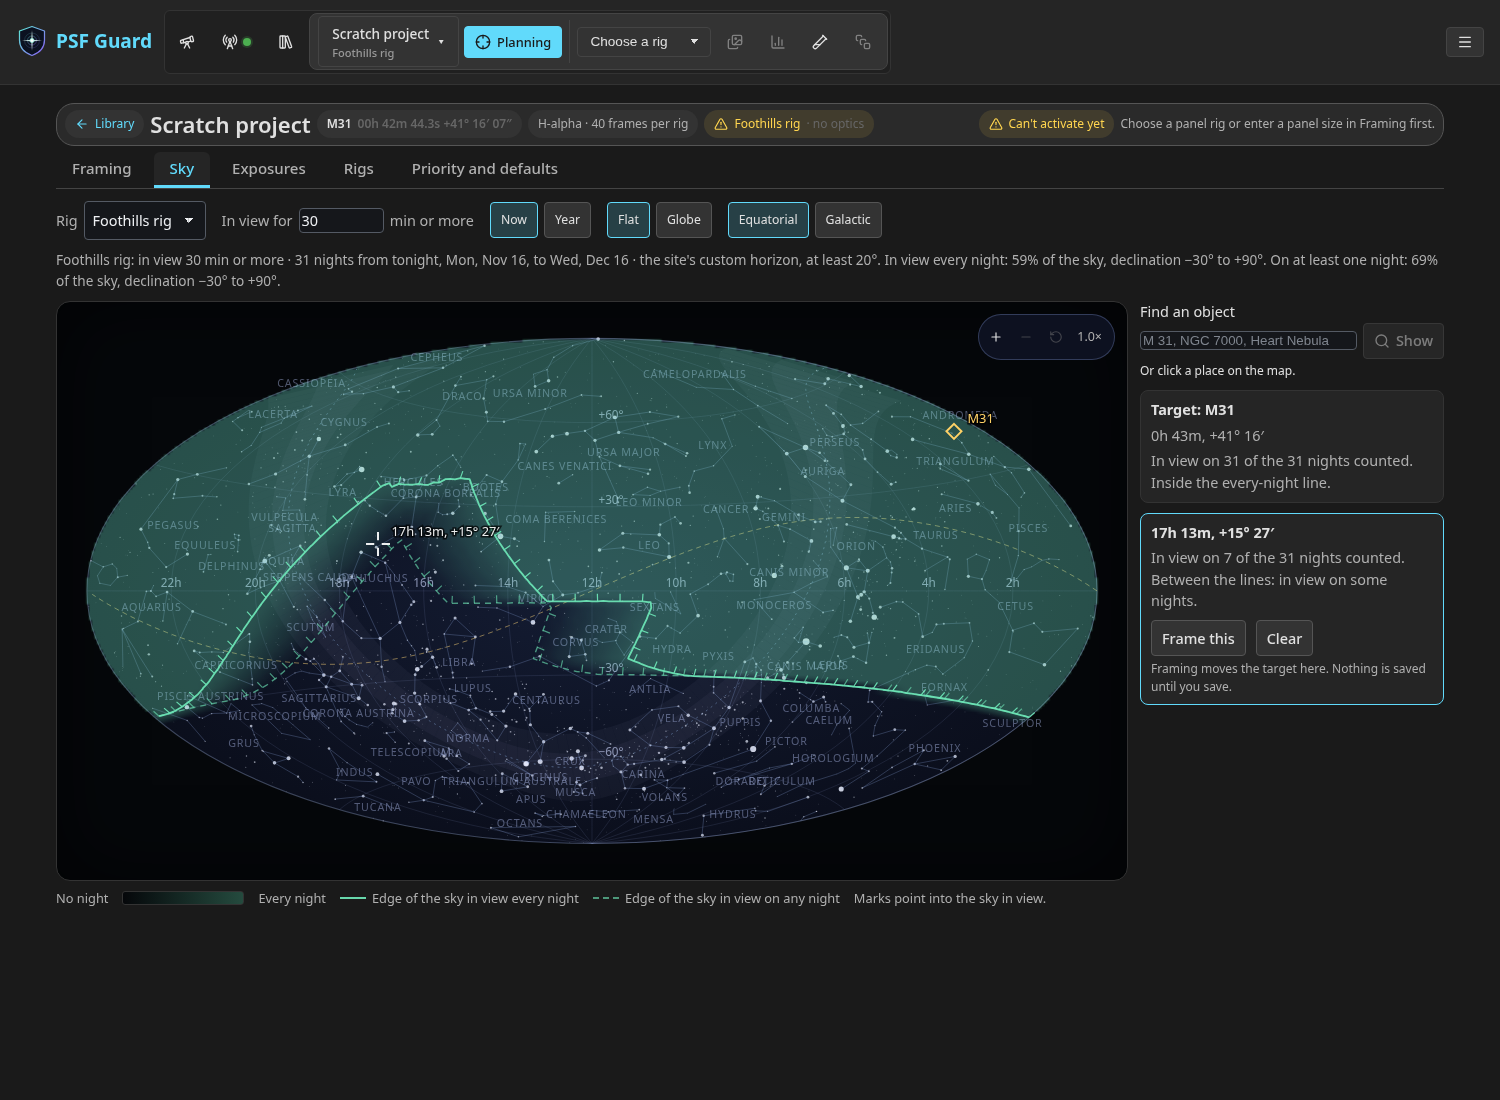 PSF Guard
Scratch project
Foothills rig
Planning
Choose a rig
Library
Scratch project
M31 00h 42m 44.3s +41° 16′ 07″
H-alpha · 40 frames per rig
Foothills rig · no optics
Can't activate yet
Choose a panel rig or enter a panel size in Framing first.
Framing
Sky
Exposures
Rigs
Priority and defaults
Rig
Foothills rig
In view for
30
min or more
Now
Year
Flat
Globe
Equatorial
Galactic
Foothills rig: in view 30 min or more · 31 nights from tonight, Mon, Nov 16, to Wed, Dec 16 · the site's custom horizon, at least 20°. In view every night: 59% of the sky, declination −30° to +90°. On at least one night: 69%
of the sky, declination −30° to +90°.
+ − 1.0×
CEPHEUS
CAMELOPARDALIS
CASSIOPEIA
DRACO
URSA MINOR
LACERTA
CYGNUS
+60°
ANDROMEDA
M31
PERSEUS
LYNX
URSA MAJOR
CANES VENATICI
AURIGA
TRIANGULUM
HERCULES
BOOTES
LYRA
CORONA BOREALIS
+30°
LEO MINOR
CANCER
ARIES
VULPECULA
SAGITTA
COMA BERENICES
GEMINI
PEGASUS
PISCES
17h 13m, +15° 27′
TAURUS
EQUULEUS
LEO
ORION
DELPHINUS
AQUILA
SERPENS CAUDA
OPHIUCHUS
CANIS MINOR
22h
20h
18h
16h
14h
12h
10h
8h
6h
4h
2h
AQUARIUS
VIRGO
SEXTANS
MONOCEROS
CETUS
SCUTUM
CRATER
CORVUS
HYDRA
PYXIS
ERIDANUS
CAPRICORNUS
LIBRA
−30°
CANIS MAJOR
LEPUS
PISCIS AUSTRINUS
SAGITTARIUS
SCORPIUS
LUPUS
CENTAURUS
ANTLIA
FORNAX
MICROSCOPIUM
CORONA AUSTRINA
COLUMBA
CAELUM
VELA
PUPPIS
SCULPTOR
GRUS
NORMA
PICTOR
TELESCOPIUM
ARA
−60°
HOROLOGIUM
PHOENIX
CRUX
INDUS
CARINA
PAVO
TRIANGULUM AUSTRALE
CIRCINUS
DORADO
RETICULUM
MUSCA
APUS
VOLANS
TUCANA
CHAMAELEON
MENSA
HYDRUS
OCTANS
Find an object
M 31, NGC 7000, Heart Nebula
Show
Or click a place on the map.
Target: M31
0h 43m, +41° 16′
In view on 31 of the 31 nights counted.
Inside the every-night line.
17h 13m, +15° 27′
In view on 7 of the 31 nights counted.
Between the lines: in view on some
nights.
Frame this
Clear
Framing moves the target here. Nothing is saved
until you save.
No night
Every night
Edge of the sky in view every night
Edge of the sky in view on any night
Marks point into the sky in view.